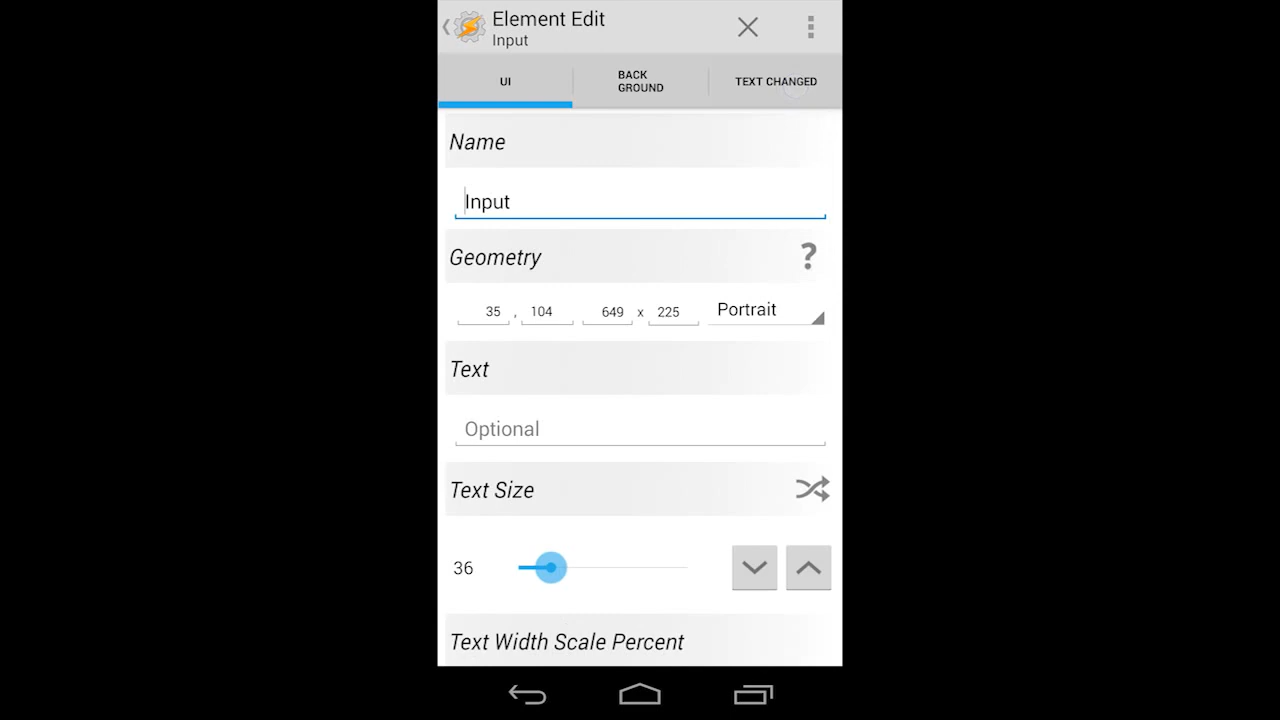 Element Edit
Input
UI
BACK
GROUND
TEXT CHANGED
Name
Input
Geometry ?
35 , 104 649 x 225 Portrait
Text
Optional
Text Size
36
Text Width Scale Percent